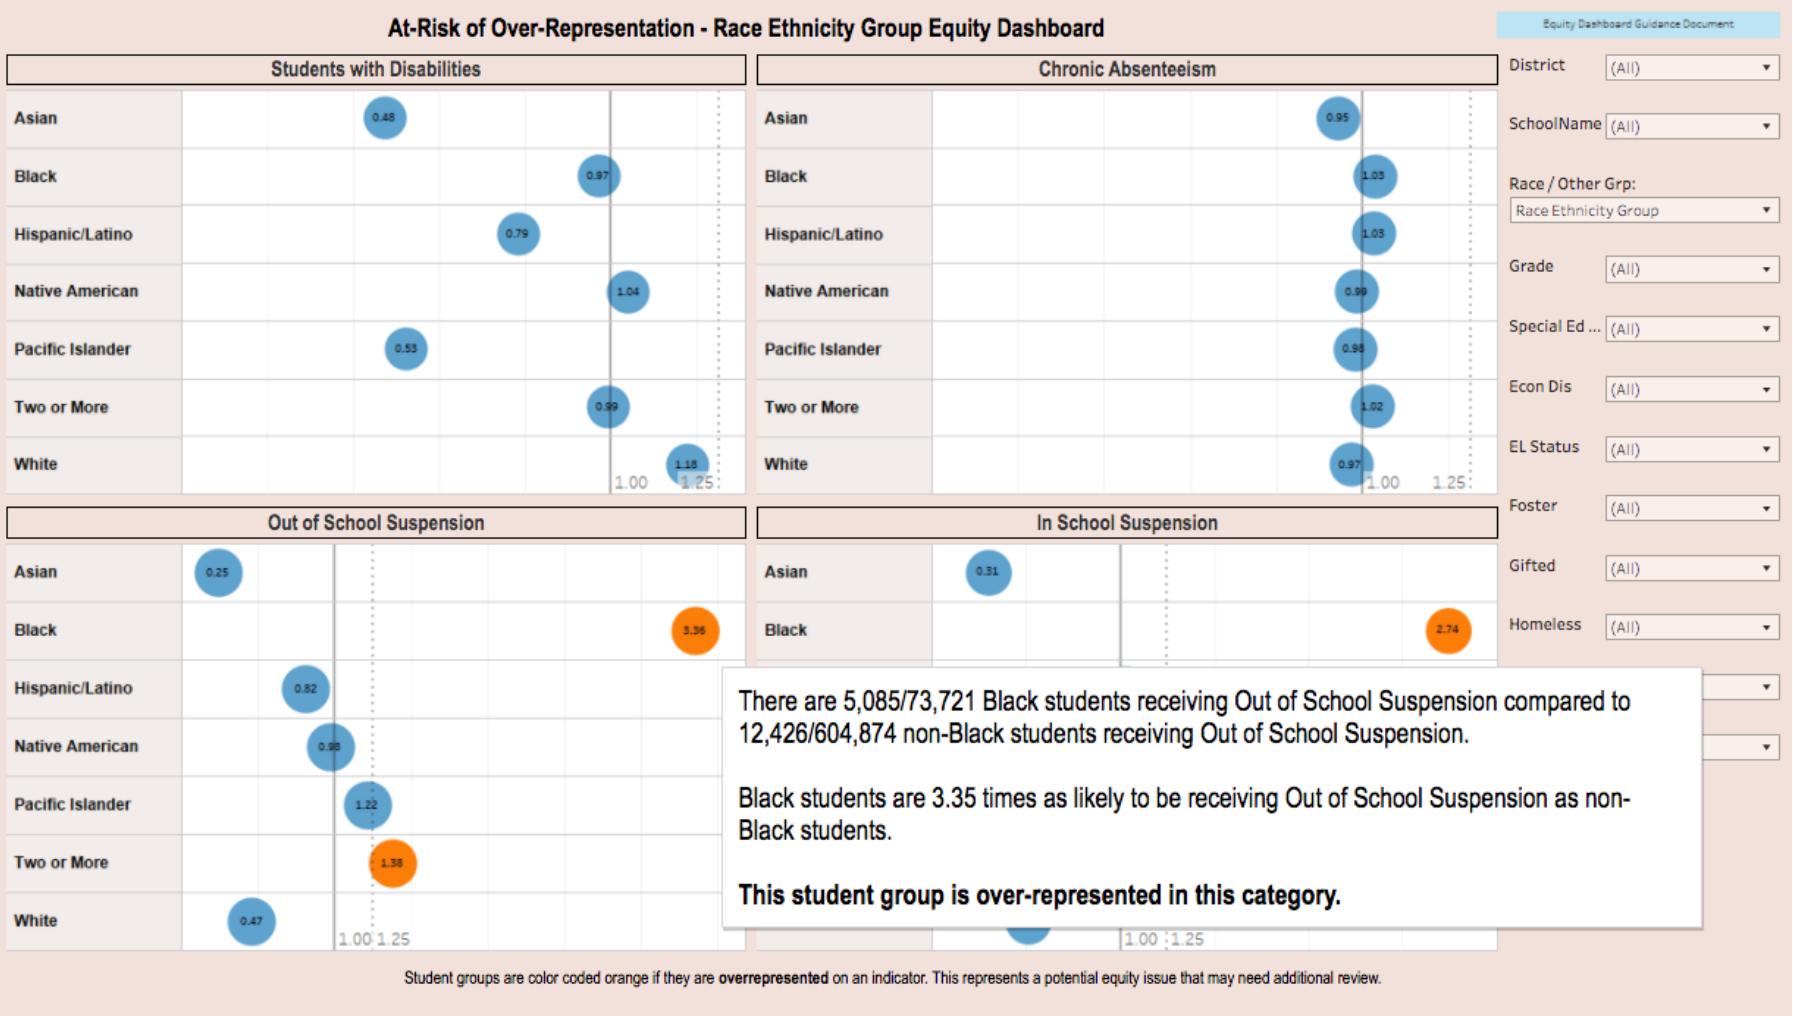 At-Risk of Over-Representation - Race Ethnicity Group Equity Dashboard
Equity Dashboard Guidance Document
Students with Disabilities
Asian 0.48
Black 0.97
Hispanic/Latino 0.79
Native American 1.04
Pacific Islander 0.53
Two or More 0.99
White 1.18
1.00 1.25
Chronic Absenteeism
Asian 0.95
Black 1.03
Hispanic/Latino 1.03
Native American 0.99
Pacific Islander 0.98
Two or More 1.02
White 0.97
1.00 1.25
Out of School Suspension
Asian 0.25
Black 3.36
Hispanic/Latino 0.82
Native American 0.98
Pacific Islander 1.22
Two or More 1.38
White 0.47
1.00 1.25
In School Suspension
Asian 0.31
Black 2.74
There are 5,085/73,721 Black students receiving Out of School Suspension compared to
12,426/604,874 non-Black students receiving Out of School Suspension.
Black students are 3.35 times as likely to be receiving Out of School Suspension as non-
Black students.
This student group is over-represented in this category.
1.00 1.25
District (All)
SchoolName (All)
Race / Other Grp:
Race Ethnicity Group
Grade (All)
Special Ed ... (All)
Econ Dis (All)
EL Status (All)
Foster (All)
Gifted (All)
Homeless (All)
Student groups are color coded orange if they are overrepresented on an indicator. This represents a potential equity issue that may need additional review.